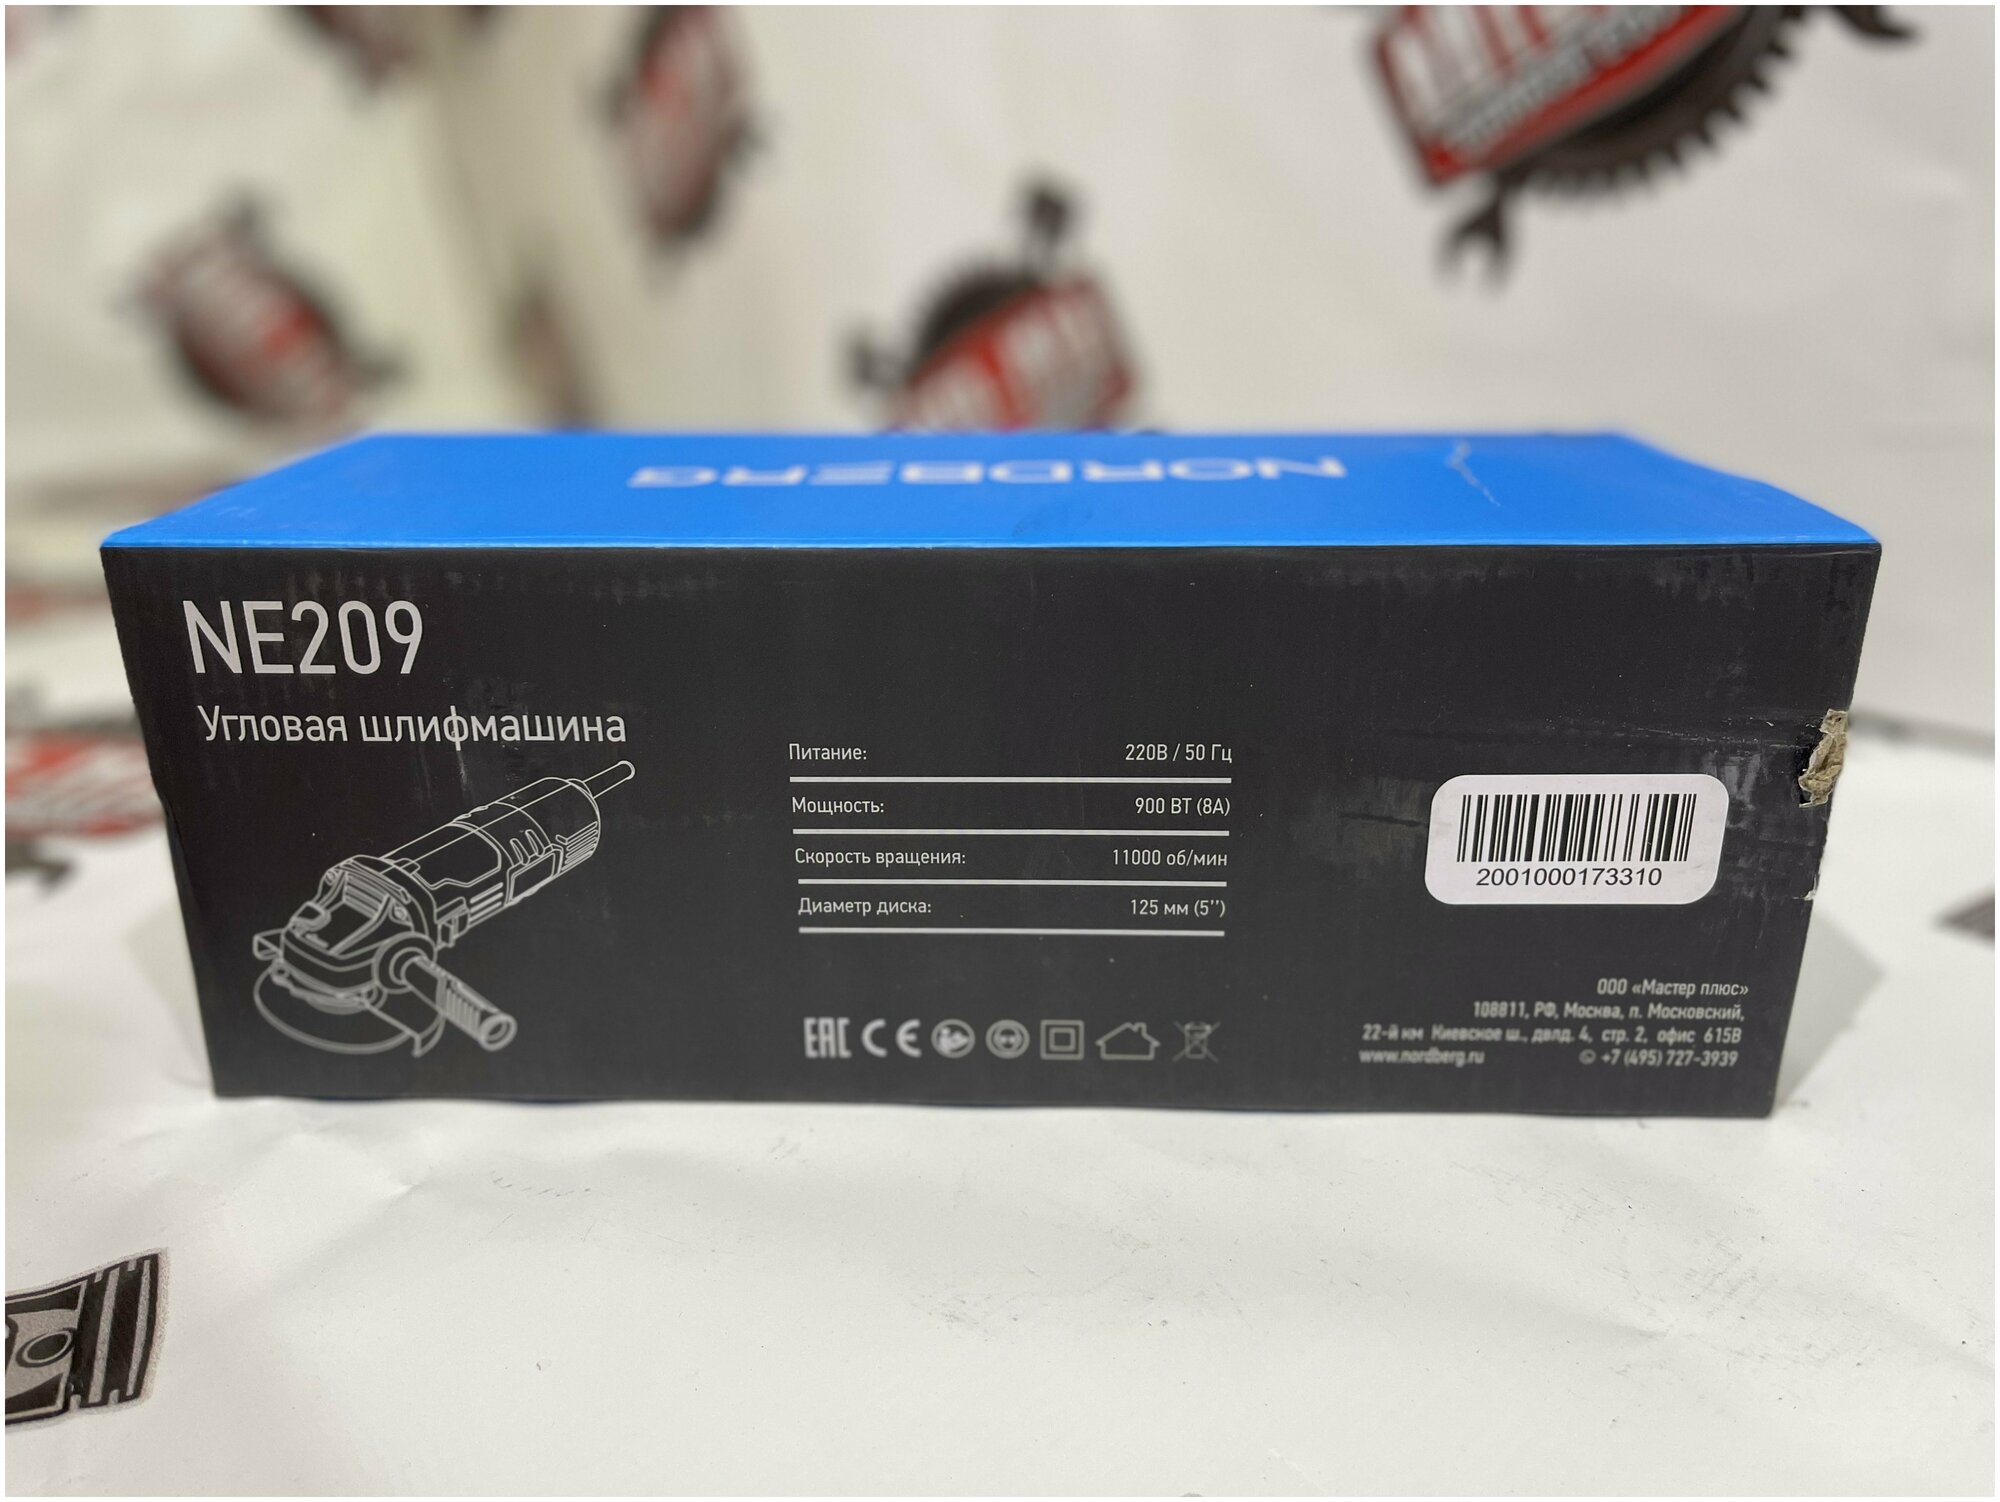 NORDBERG
NE209
Угловая шлифмашина
Питание: 220В / 50 Гц
Мощность: 900 ВТ (8А)
Скорость вращения: 11000 об/мин
Диаметр диска: 125 мм (5’’)
2001000173310
EAC CE
ООО «Мастер плюс»
108811, РФ, Москва, п. Московский,
22-й км Киевское ш., двлд. 4, стр. 2, офис 615В
www.nordberg.ru +7 (495) 727-3939